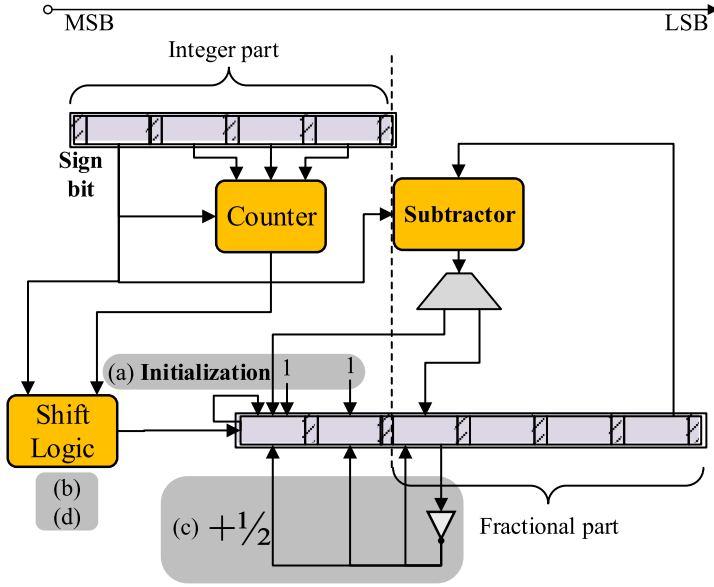 MSB
LSB
Integer part
Sign
bit
Counter
Subtractor
(a) Initialization
1
1
Shift
Logic
(b)
(d)
(c) +½
Fractional part